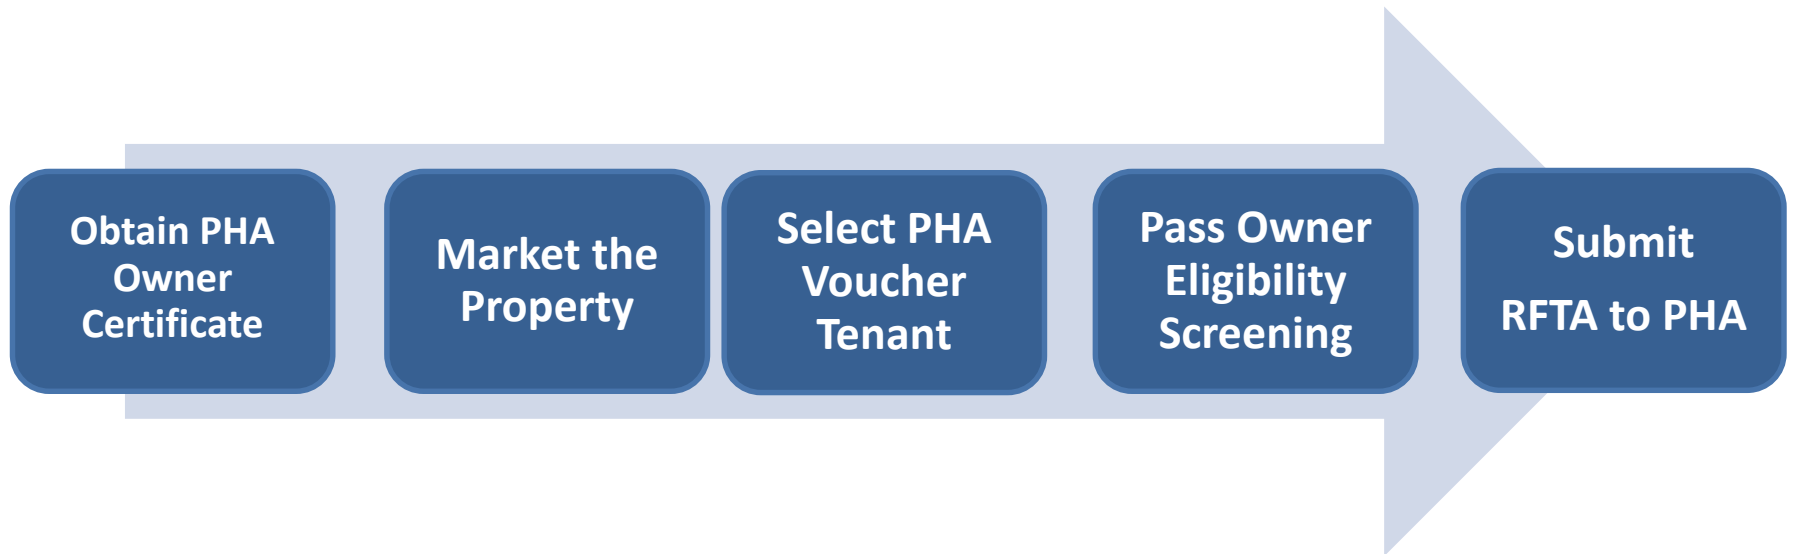 Obtain PHA
Owner
Certificate
Market the
Property
Select PHA
Voucher
Tenant
Pass Owner
Eligibility
Screening
Submit
RFTA to PHA